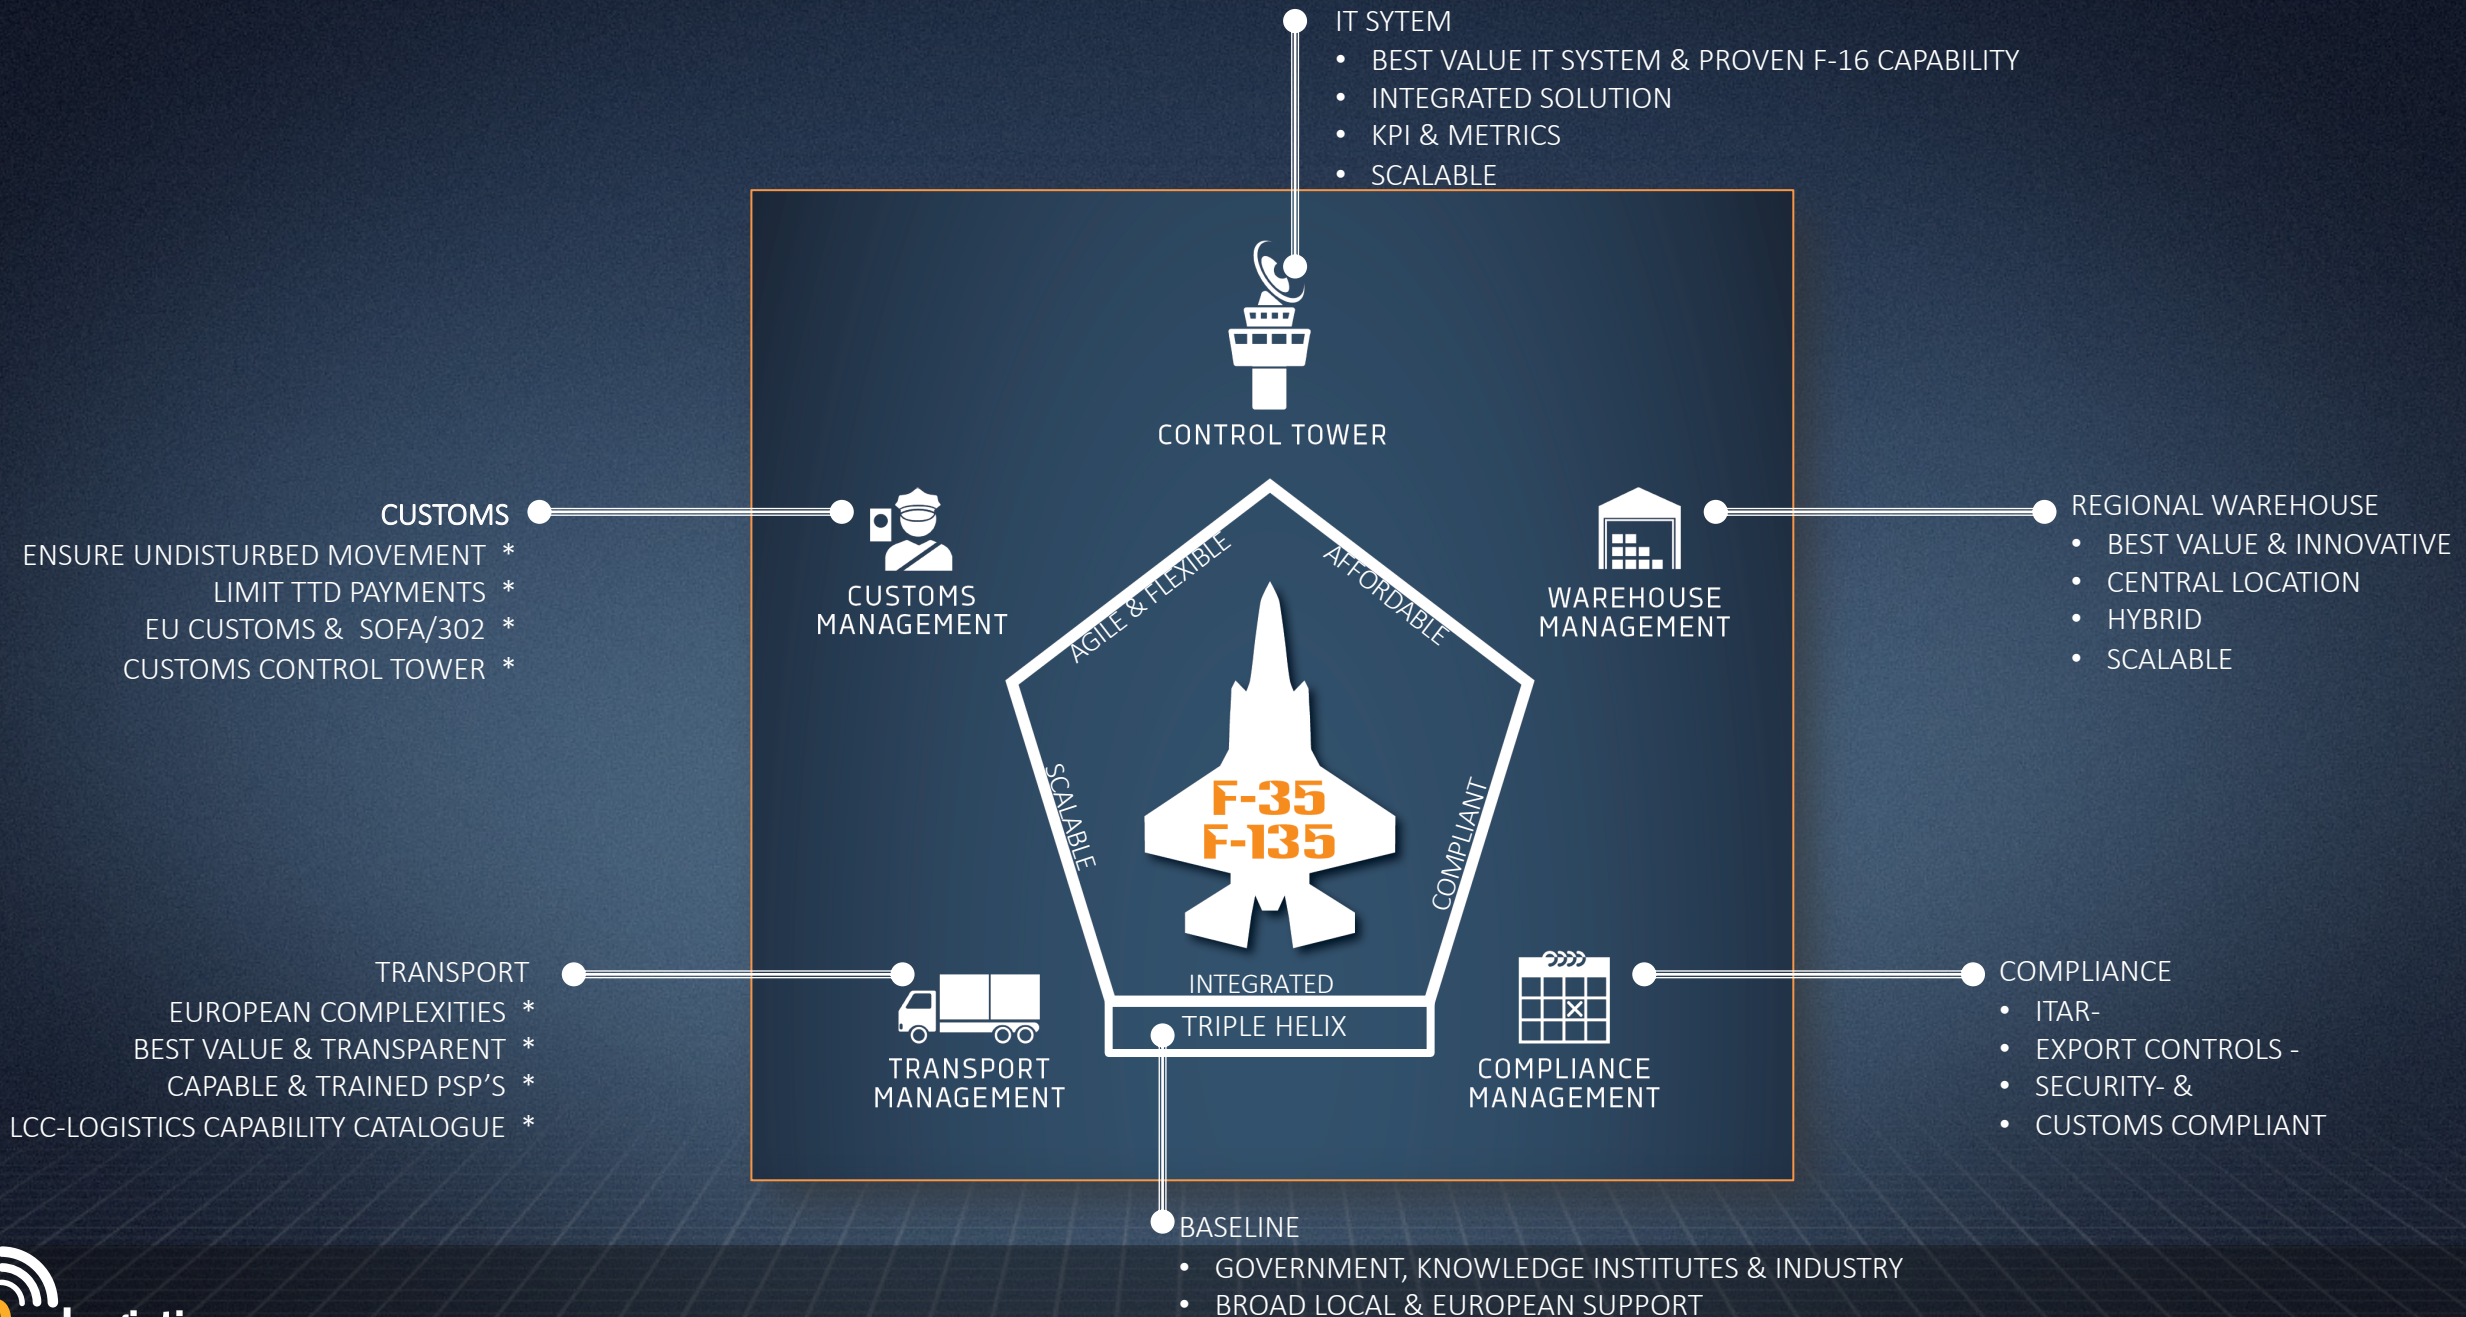 IT SYTEM
• BEST VALUE IT SYSTEM & PROVEN F-16 CAPABILITY
• INTEGRATED SOLUTION
• KPI & METRICS
• SCALABLE
CONTROL TOWER
CUSTOMS
ENSURE UNDISTURBED MOVEMENT *
LIMIT TTD PAYMENTS *
EU CUSTOMS & SOFA/302 *
CUSTOMS CONTROL TOWER *
CUSTOMS
MANAGEMENT
WAREHOUSE
MANAGEMENT
REGIONAL WAREHOUSE
• BEST VALUE & INNOVATIVE
• CENTRAL LOCATION
• HYBRID
• SCALABLE
AGILE & FLEXIBLE
AFFORDABLE
SCALABLE
COMPLIANT
F-35
F-135
INTEGRATED
TRIPLE HELIX
TRANSPORT
EUROPEAN COMPLEXITIES *
BEST VALUE & TRANSPARENT *
CAPABLE & TRAINED PSP'S *
LCC-LOGISTICS CAPABILITY CATALOGUE *
TRANSPORT
MANAGEMENT
COMPLIANCE
MANAGEMENT
COMPLIANCE
• ITAR-
• EXPORT CONTROLS -
• SECURITY- &
• CUSTOMS COMPLIANT
BASELINE
• GOVERNMENT, KNOWLEDGE INSTITUTES & INDUSTRY
• BROAD LOCAL & EUROPEAN SUPPORT